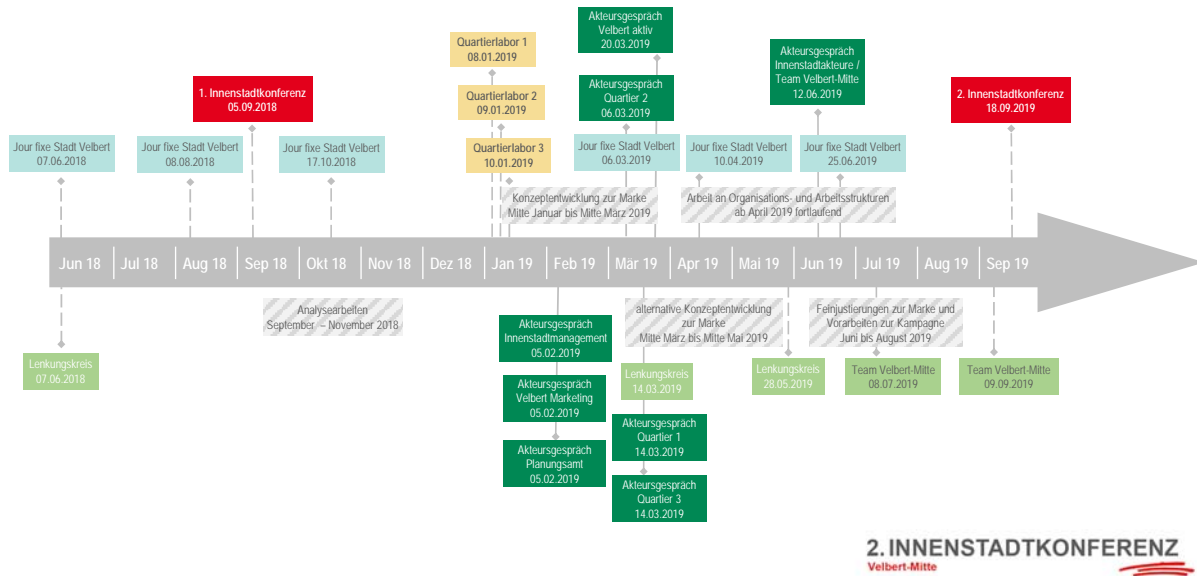 Akteursgespräch
Velbert aktiv
20.03.2019
Quartierlabor 1
08.01.2019
Akteursgespräch
Innenstadtakteure /
Team Velbert-Mitte
12.06.2019
1. Innenstadtkonferenz
05.09.2018
Quartierlabor 2
09.01.2019
Akteursgespräch
Quartier 2
06.03.2019
2. Innenstadtkonferenz
18.09.2019
Jour fixe Stadt Velbert
07.06.2018
Jour fixe Stadt Velbert
08.08.2018
Jour fixe Stadt Velbert
17.10.2018
Quartierlabor 3
10.01.2019
Jour fixe Stadt Velbert
06.03.2019
Jour fixe Stadt Velbert
10.04.2019
Jour fixe Stadt Velbert
25.06.2019
Konzeptentwicklung zur Marke
Mitte Januar bis Mitte März 2019
Arbeit an Organisations- und Arbeitsstrukturen
ab April 2019 fortlaufend
Jun 18
Jul 18
Aug 18
Sep 18
Okt 18
Nov 18
Dez 18
Jan 19
Feb 19
Mär 19
Apr 19
Mai 19
Jun 19
Jul 19
Aug 19
Sep 19
Analysearbeiten
September – November 2018
alternative Konzeptentwicklung
zur Marke
Mitte März bis Mitte Mai 2019
Feinjustierungen zur Marke und
Vorarbeiten zur Kampagne
Juni bis August 2019
Akteursgespräch
Innenstadtmanagement
05.02.2019
Lenkungskreis
07.06.2018
Lenkungskreis
14.03.2019
Lenkungskreis
28.05.2019
Team Velbert-Mitte
08.07.2019
Team Velbert-Mitte
09.09.2019
Akteursgespräch
Velbert Marketing
05.02.2019
Akteursgespräch
Quartier 1
14.03.2019
Akteursgespräch
Planungsamt
05.02.2019
Akteursgespräch
Quartier 3
14.03.2019
2. INNENSTADTKONFERENZ
Velbert-Mitte